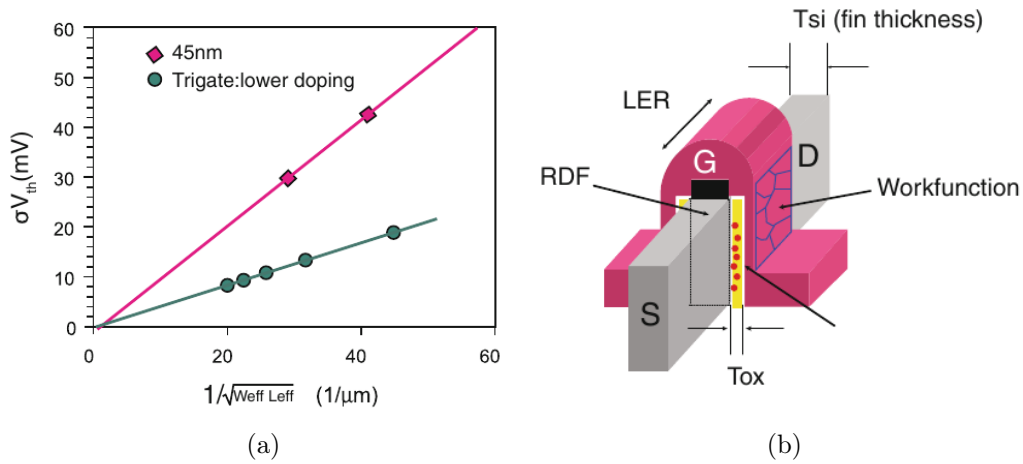 60
50
40
30
20
10
0
σVth(mV)
45nm
Trigate:lower doping
0
20
40
60
1/√Weff Leff (1/μm)
(a)
Tsi (fin thickness)
LER
G
D
RDF
Workfunction
S
Tox
(b)